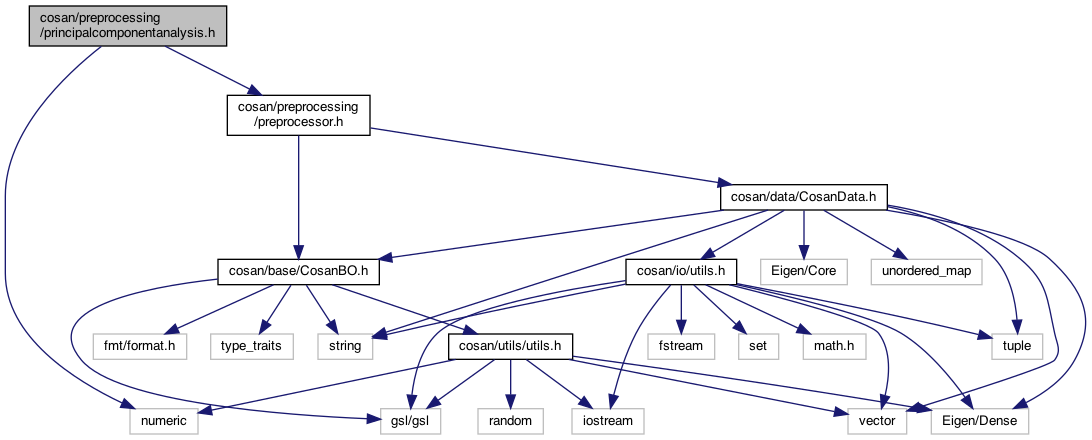 cosan/preprocessing
/principalcomponentanalysis.h
cosan/preprocessing
/preprocessor.h
cosan/data/CosanData.h
cosan/base/CosanBO.h
cosan/io/utils.h
Eigen/Core
unordered_map
fmt/format.h
type_traits
string
cosan/utils/utils.h
fstream
set
math.h
tuple
numeric
gsl/gsl
random
iostream
vector
Eigen/Dense